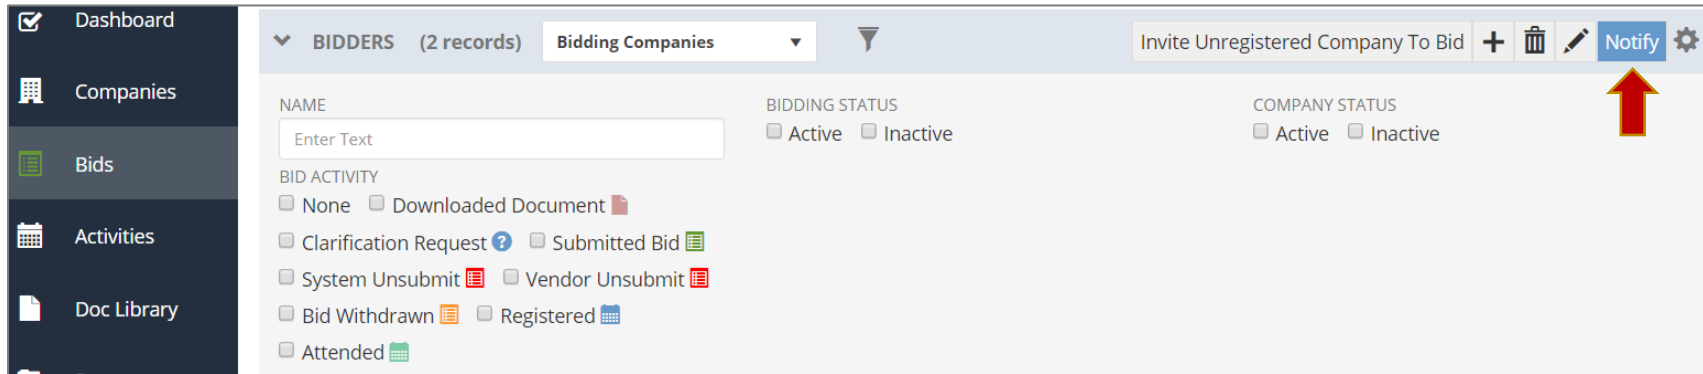 Dashboard
Companies
Bids
Activities
Doc Library
BIDDERS (2 records) Bidding Companies Invite Unregistered Company To Bid Notify
NAME BIDDING STATUS COMPANY STATUS
Enter Text Active Inactive Active Inactive
BID ACTIVITY
None Downloaded Document
Clarification Request ? Submitted Bid
System Unsubmit Vendor Unsubmit
Bid Withdrawn Registered
Attended